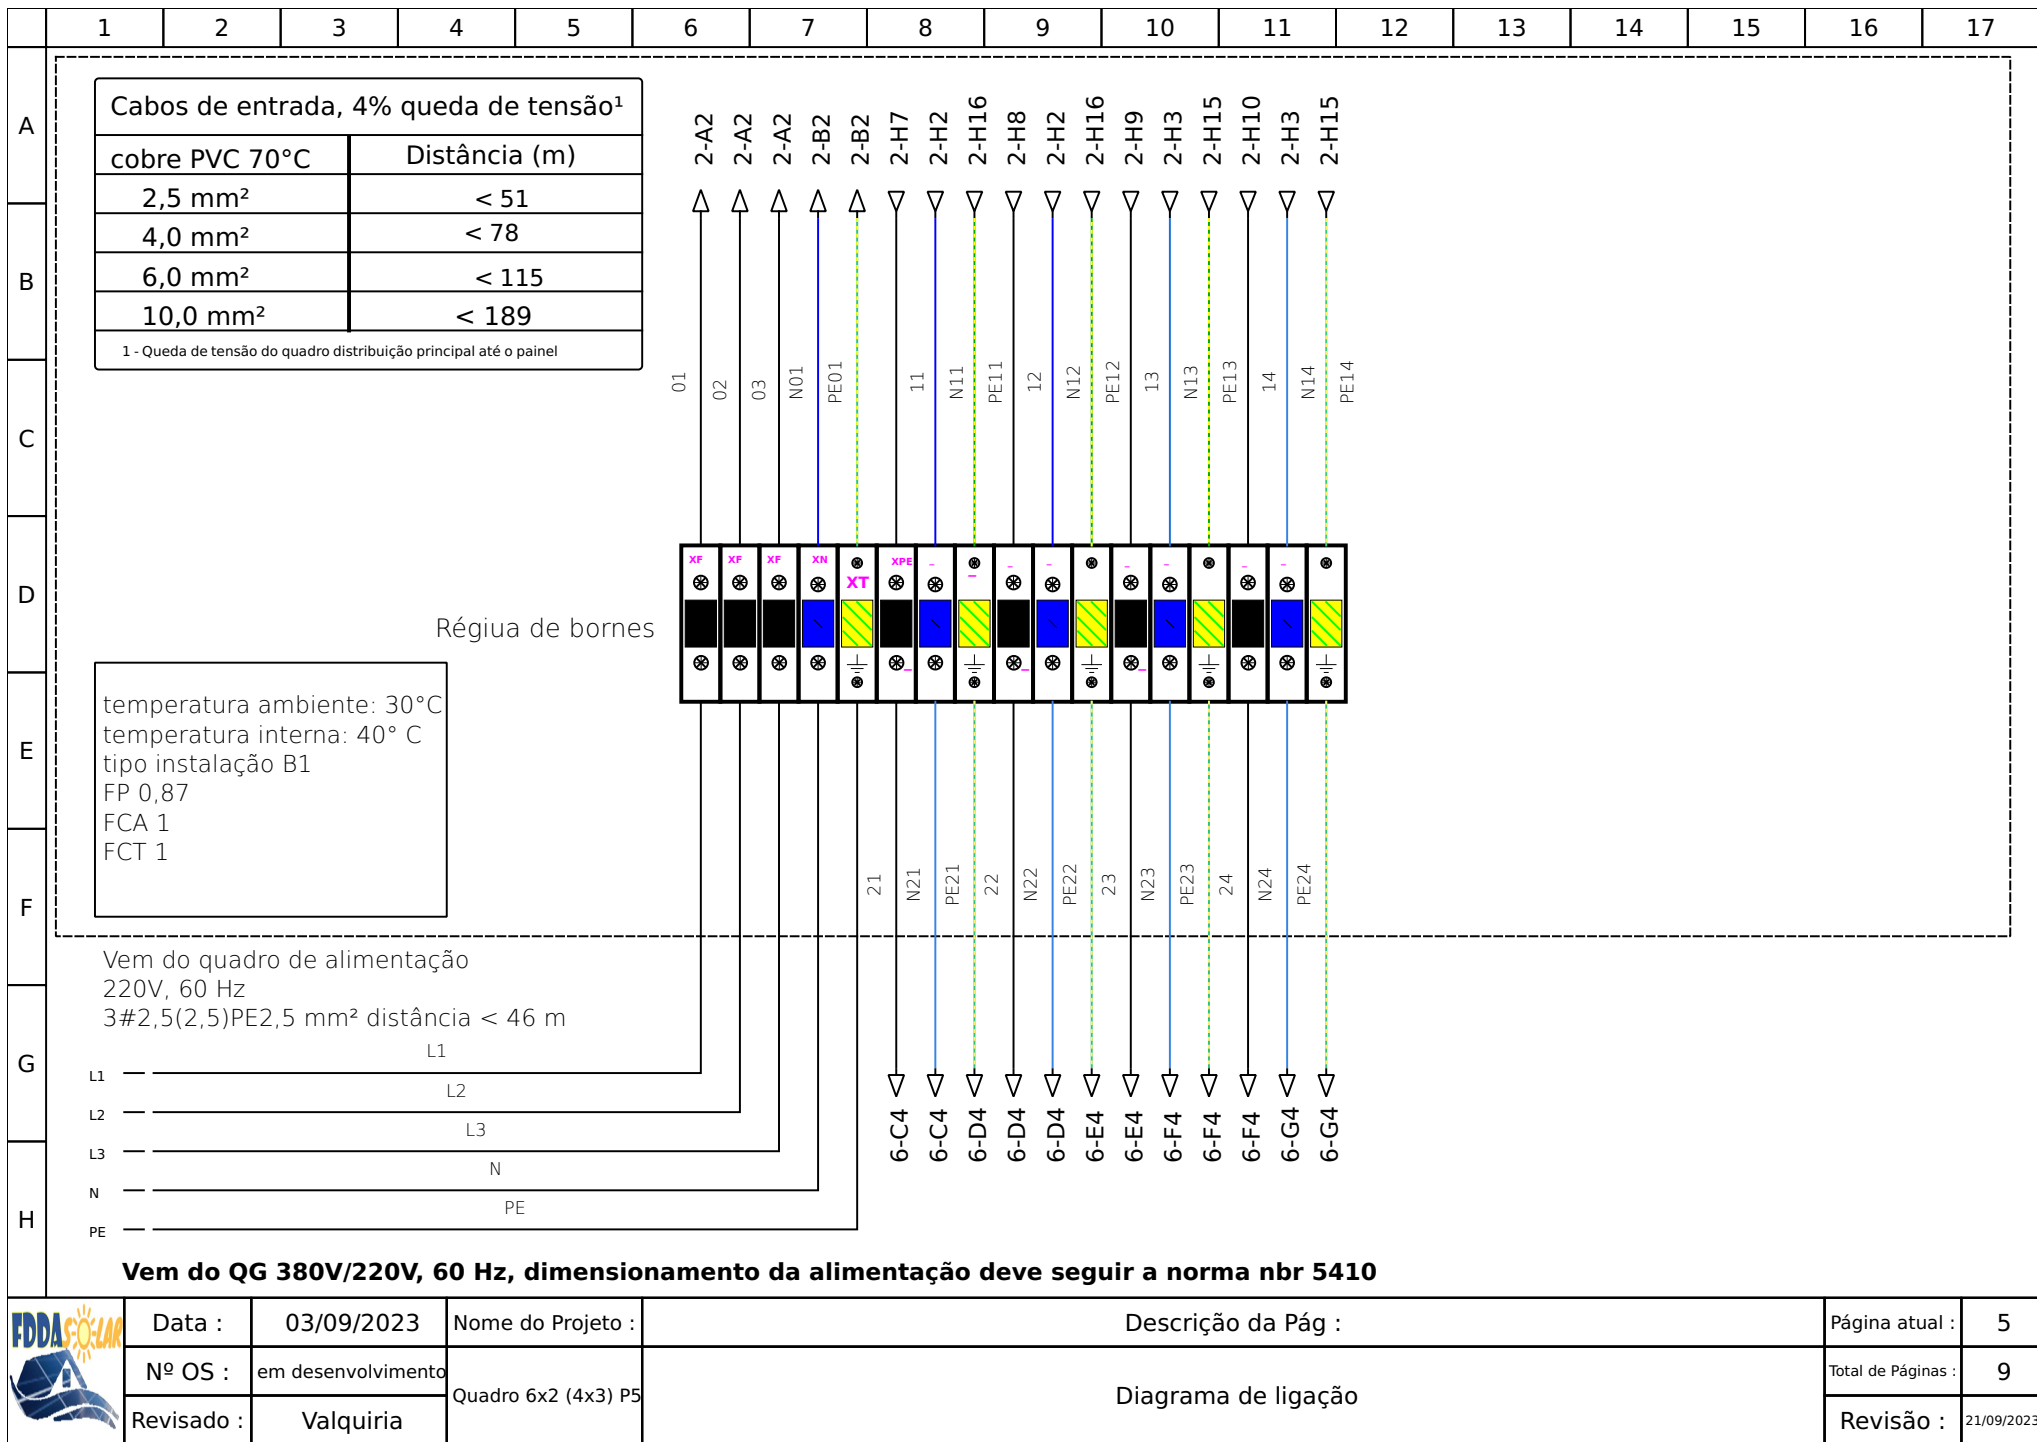 1 2 3 4 5 6 7 8 9 10 11 12 13 14 15 16 17
A
B
C
D
E
F
G
H
Cabos de entrada, 4% queda de tensão¹
cobre PVC 70°C Distância (m)
2,5 mm² < 51
4,0 mm² < 78
6,0 mm² < 115
10,0 mm² < 189
1 - Queda de tensão do quadro distribuição principal até o painel
2-A2 2-A2 2-A2 2-B2 2-B2 2-H7 2-H2 2-H16 2-H8 2-H2 2-H16 2-H9 2-H3 2-H15 2-H10 2-H3 2-H15
01 02 03 N01 PE01 11 N11 PE11 12 N12 PE12 13 N13 PE13 14 N14 PE14
XF XF XF XN XT XPE
Régiua de bornes
temperatura ambiente: 30°C
temperatura interna: 40° C
tipo instalação B1
FP 0,87
FCA 1
FCT 1
21 N21 PE21 22 N22 PE22 23 N23 PE23 24 N24 PE24
Vem do quadro de alimentação
220V, 60 Hz
3#2,5(2,5)PE2,5 mm² distância < 46 m
L1 L1
L2 L2
L3 L3
N N
PE PE
6-C4 6-C4 6-D4 6-D4 6-D4 6-E4 6-E4 6-F4 6-F4 6-F4 6-G4 6-G4
Vem do QG 380V/220V, 60 Hz, dimensionamento da alimentação deve seguir a norma nbr 5410
FDDA SOLAR
Data : 03/09/2023 Nome do Projeto : Descrição da Pág : Página atual : 5
Nº OS : em desenvolvimento Quadro 6x2 (4x3) P5 Diagrama de ligação Total de Páginas : 9
Revisado : Valquiria Revisão : 21/09/2023